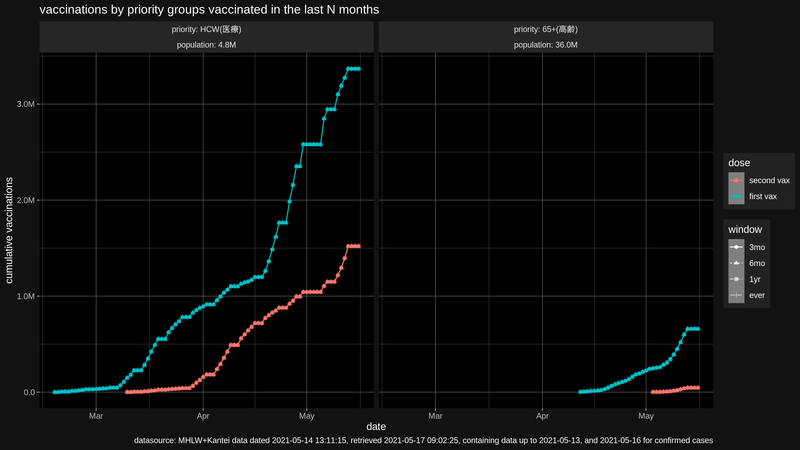 vaccinations by priority groups vaccinated in the last N months
priority: HCW(医療)
population: 4.8M
priority: 65+(高齢)
population: 36.0M
cumulative vaccinations
3.0M
2.0M
1.0M
0.0
Mar
Apr
May
Mar
Apr
May
date
dose
second vax
first vax
window
3mo
6mo
1yr
ever
datasource: MHLW+Kantei data dated 2021-05-14 13:11:15, retrieved 2021-05-17 09:02:25, containing data up to 2021-05-13, and 2021-05-16 for confirmed cases